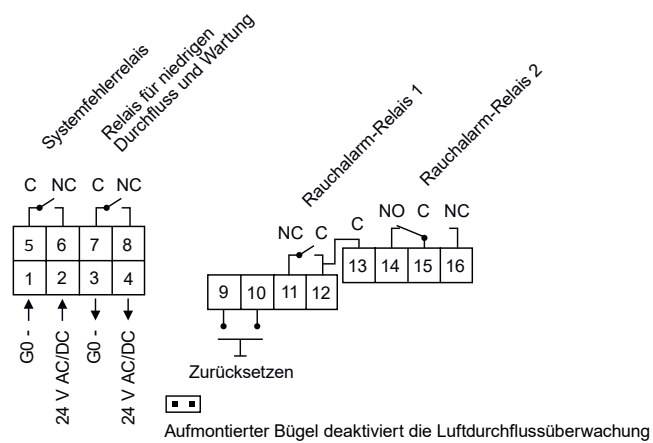 Systemfehlerrelais
Relais für niedrigen
Durchfluss und Wartung
Rauchalarm-Relais 1
Rauchalarm-Relais 2
C NC C NC
5 6 7 8
1 2 3 4
G0 -
24 V AC/DC
G0 -
24 V AC/DC
NC C C
NO C NC
13 14 15 16
9 10 11 12
Zurücksetzen
Aufmontierter Bügel deaktiviert die Luftdurchflussüberwachung